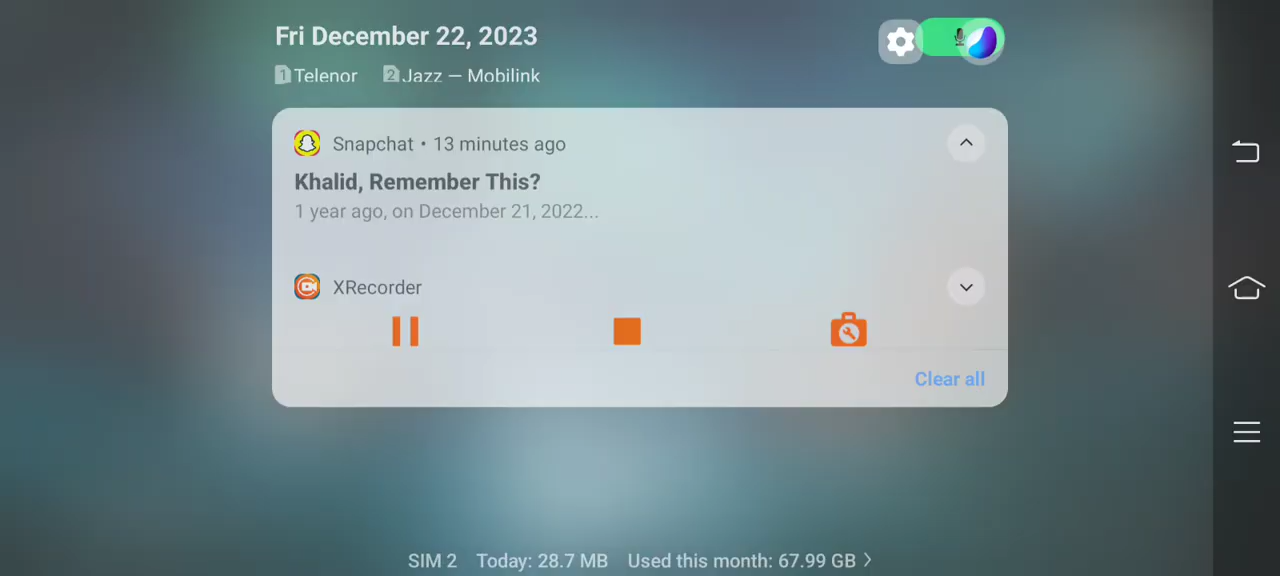 Fri December 22, 2023
1 Telenor 2 Jazz — Mobilink
Snapchat • 13 minutes ago
Khalid, Remember This?
1 year ago, on December 21, 2022...
XRecorder
Clear all
SIM 2 Today: 28.7 MB Used this month: 67.99 GB >